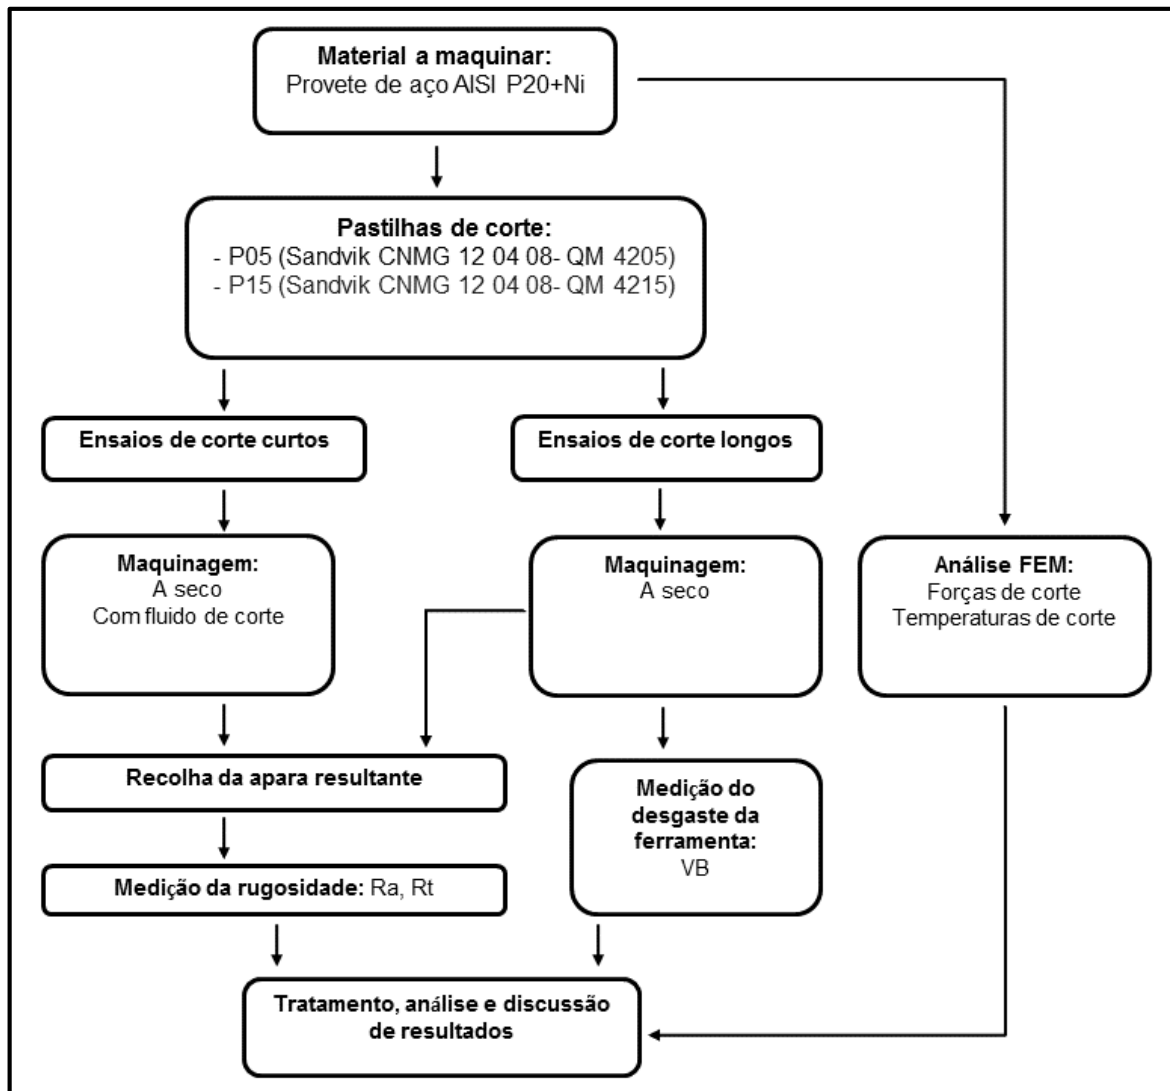 Material a maquinar:
Provete de aço AISI P20+Ni
Pastilhas de corte:
- P05 (Sandvik CNMG 12 04 08- QM 4205)
- P15 (Sandvik CNMG 12 04 08- QM 4215)
Ensaios de corte curtos
Ensaios de corte longos
Maquinagem:
A seco
Com fluido de corte
Maquinagem:
A seco
Análise FEM:
Forças de corte
Temperaturas de corte
Recolha da apara resultante
Medição do
desgaste da
ferramenta:
VB
Medição da rugosidade: Ra, Rt
Tratamento, análise e discussão
de resultados